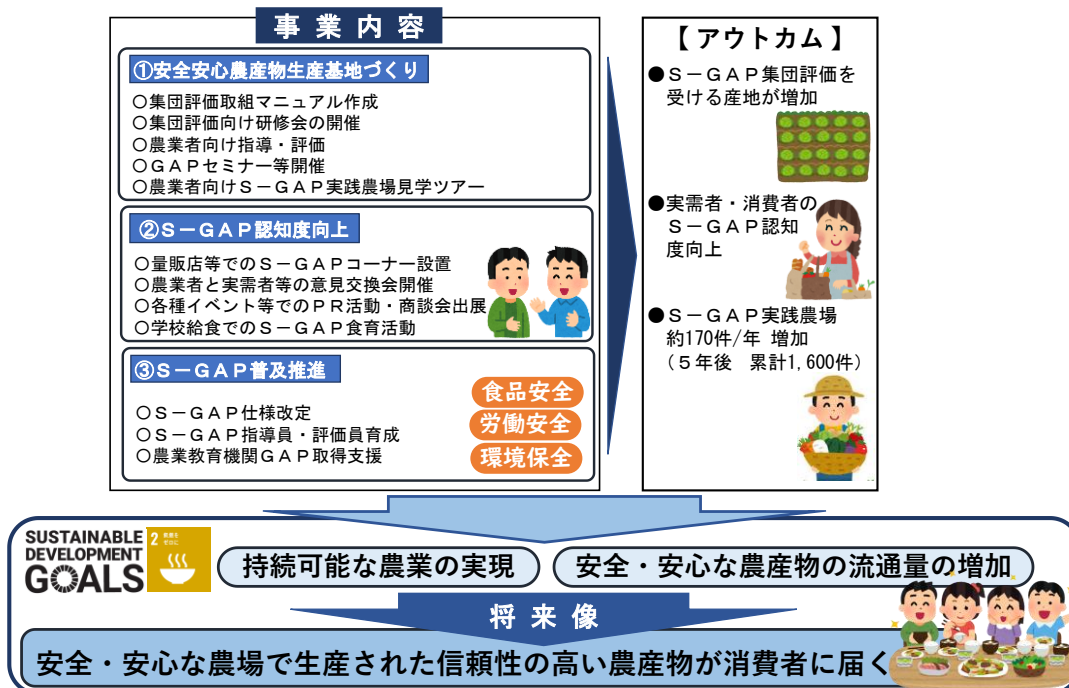 事業内容
①安全安心農産物生産基地づくり
○集団評価取組マニュアル作成
○集団評価向け研修会の開催
○農業者向け指導・評価
○ＧＡＰセミナー等開催
○農業者向けＳ－ＧＡＰ実践農場見学ツアー
②Ｓ－ＧＡＰ認知度向上
○量販店等でのＳ－ＧＡＰコーナー設置
○農業者と実需者等の意見交換会開催
○各種イベント等でのＰＲ活動・商談会出展
○学校給食でのＳ－ＧＡＰ食育活動
③Ｓ－ＧＡＰ普及推進
○Ｓ－ＧＡＰ仕様改定
○Ｓ－ＧＡＰ指導員・評価員育成
○農業教育機関ＧＡＰ取得支援
食品安全
労働安全
環境保全
【アウトカム】
●Ｓ－ＧＡＰ集団評価を
受ける産地が増加
●実需者・消費者の
Ｓ－ＧＡＰ認知
度向上
●Ｓ－ＧＡＰ実践農場
約170件/年 増加
（５年後　累計1,600件）
SUSTAINABLE
DEVELOPMENT
GOALS
2 飢餓を
ゼロに
持続可能な農業の実現
安全・安心な農産物の流通量の増加
将来像
安全・安心な農場で生産された信頼性の高い農産物が消費者に届く